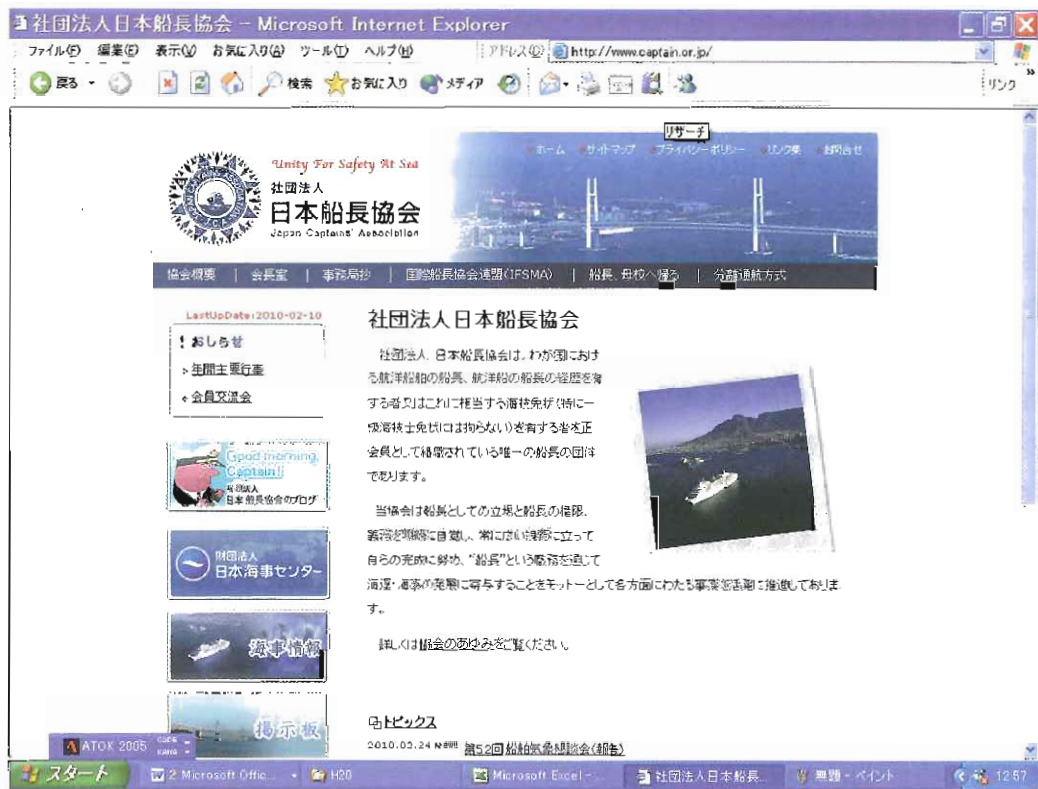 社団法人日本船長協会 - Microsoft Internet Explorer
ファイル(F) 編集(E) 表示(V) お気に入り(A) ツール(T) ヘルプ(H) アドレス(D) http://www.captain.or.jp/
戻る 検索 お気に入り メディア リンク
リサーチ
ホーム サイトマップ プライバシーポリシー リンク集 お問合せ
Unity For Safety At Sea
社団法人
日本船長協会
Japan Captains' Association
協会概要 | 会長室 | 事務局抄 | 国際船長協会連盟(IFSMA) | 船長、母校へ帰る | 分離通航方式
LastUpDate:2010-02-10
! おしらせ
年間主要行事
会員交流会
Good morning, Captain!
社団法人
日本船長協会のブログ
財団法人
日本海事センター
海事情報
掲示板
社団法人日本船長協会
社団法人 日本船長協会は、わが国におけ
る航洋船舶の船長、航洋船の船長の経歴を有
する者又はこれに相当する海技免状(特に一
級海技士免状には拘らない)を有する者を正
会員として組織されている唯一の船長の団体
であります。
当協会は船長としての立場と船長の権限、
義務を明確に自覚し、常に広い視野に立って
自らの完成に努め、"船長"という職務を通じて
海運・海事の発展に寄与することをモットーとして各方面にわたる事業を活発に推進しておりま
す。
詳しくは協会のあゆみをご覧ください。
トピックス
2010.03.24 第52回船舶気象懇談会(報告)
ATOK 2005 CAPS KANA
スタート 2 Microsoft Offic... H20 Microsoft Excel - ... 社団法人日本船長... 無題 - ペイント 12:57